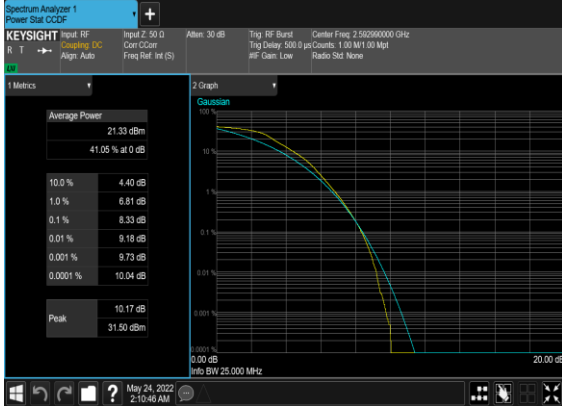 Spectrum Analyzer 1
Power Stat CCDF
+
KEYSIGHT
R T
Input: RF
Coupling: DC
Align: Auto
Input Z: 50 Ω
Corr CCorr
Freq Ref: Int (S)
Atten: 30 dB
Trig: RF Burst
Trig Delay: 500.0 µs
#IF Gain: Low
Center Freq: 2.592990000 GHz
Counts: 1.00 M/1.00 Mpt
Radio Std: None
1 Metrics
Average Power
21.33 dBm
41.05 % at 0 dB
10.0 % 4.40 dB
1.0 % 6.81 dB
0.1 % 8.33 dB
0.01 % 9.18 dB
0.001 % 9.73 dB
0.0001 % 10.04 dB
Peak
10.17 dB
31.50 dBm
2 Graph
Gaussian
100 %
10 %
1 %
0.1 %
0.01 %
0.001 %
0.0001 %
0.00 dB
20.00 dB
Info BW 25.000 MHz
?
May 24, 2022
2:10:46 AM